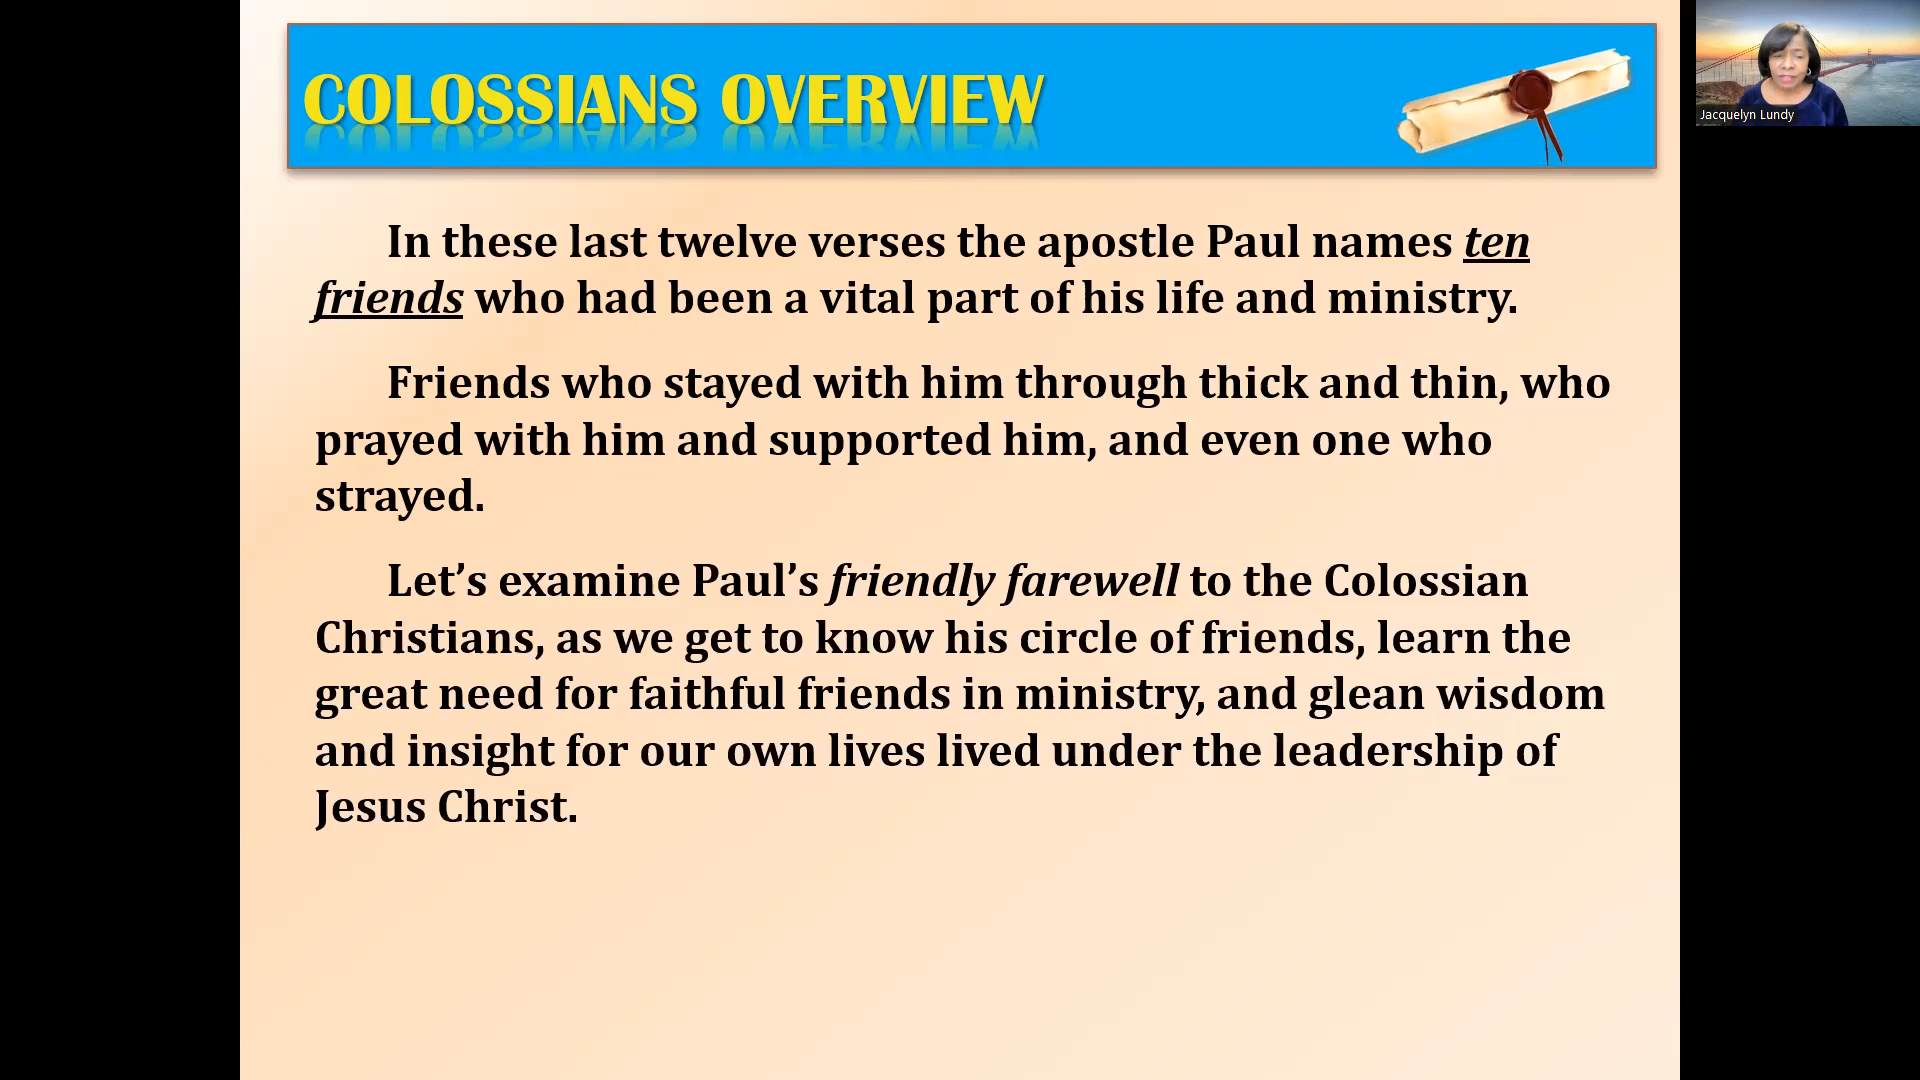 COLOSSIANS OVERVIEW
Jacquelyn Lundy
In these last twelve verses the apostle Paul names ten
friends who had been a vital part of his life and ministry.
Friends who stayed with him through thick and thin, who
prayed with him and supported him, and even one who
strayed.
Let’s examine Paul’s friendly farewell to the Colossian
Christians, as we get to know his circle of friends, learn the
great need for faithful friends in ministry, and glean wisdom
and insight for our own lives lived under the leadership of
Jesus Christ.